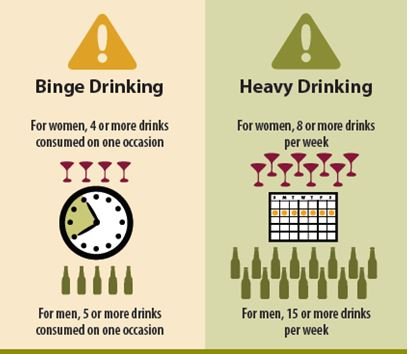 Binge Drinking
For women, 4 or more drinks
consumed on one occasion
For men, 5 or more drinks
consumed on one occasion
Heavy Drinking
For women, 8 or more drinks
per week
S M T W T F S
For men, 15 or more drinks
per week